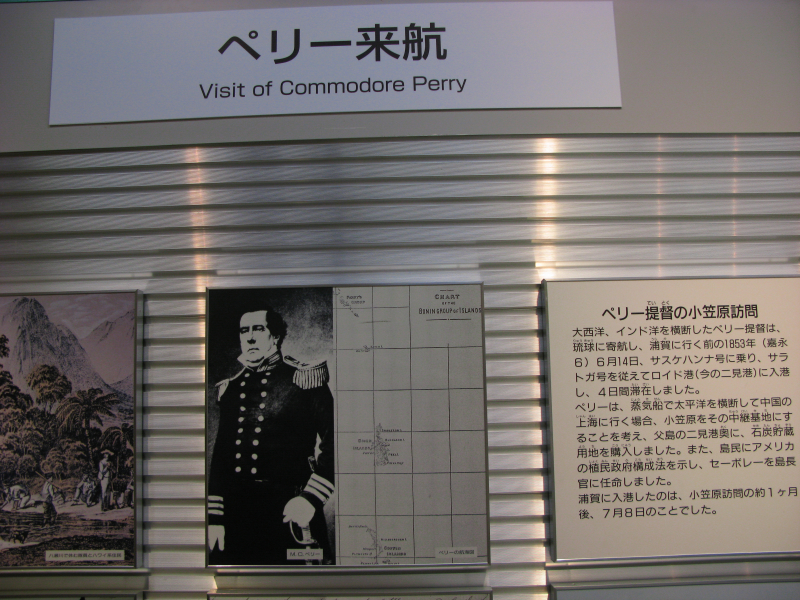 ペリー来航
Visit of Commodore Perry
CHART
OF THE
BONIN GROUP OF ISLANDS
M.C.ペリー
ペリーの航海図
ペリー提督の小笠原訪問
大西洋、インド洋を横断したペリー提督は、
琉球に寄航し、浦賀に行く前の1853年（嘉永
6）6月14日、サスケハンナ号に乗り、サラ
トガ号を従えてロイド港（今の二見港）に入港
し、4日間滞在しました。
ペリーは、蒸気船で太平洋を横断して中国の
上海に行く場合、小笠原をその中継基地にす
ることを考え、父島の二見港奥に、石炭貯蔵
用地を購入しました。また、島民にアメリカ
の植民政府構成法を示し、セーボレーを島長
官に任命しました。
浦賀に入港したのは、小笠原訪問の約1ヶ月
後、7月8日のことでした。